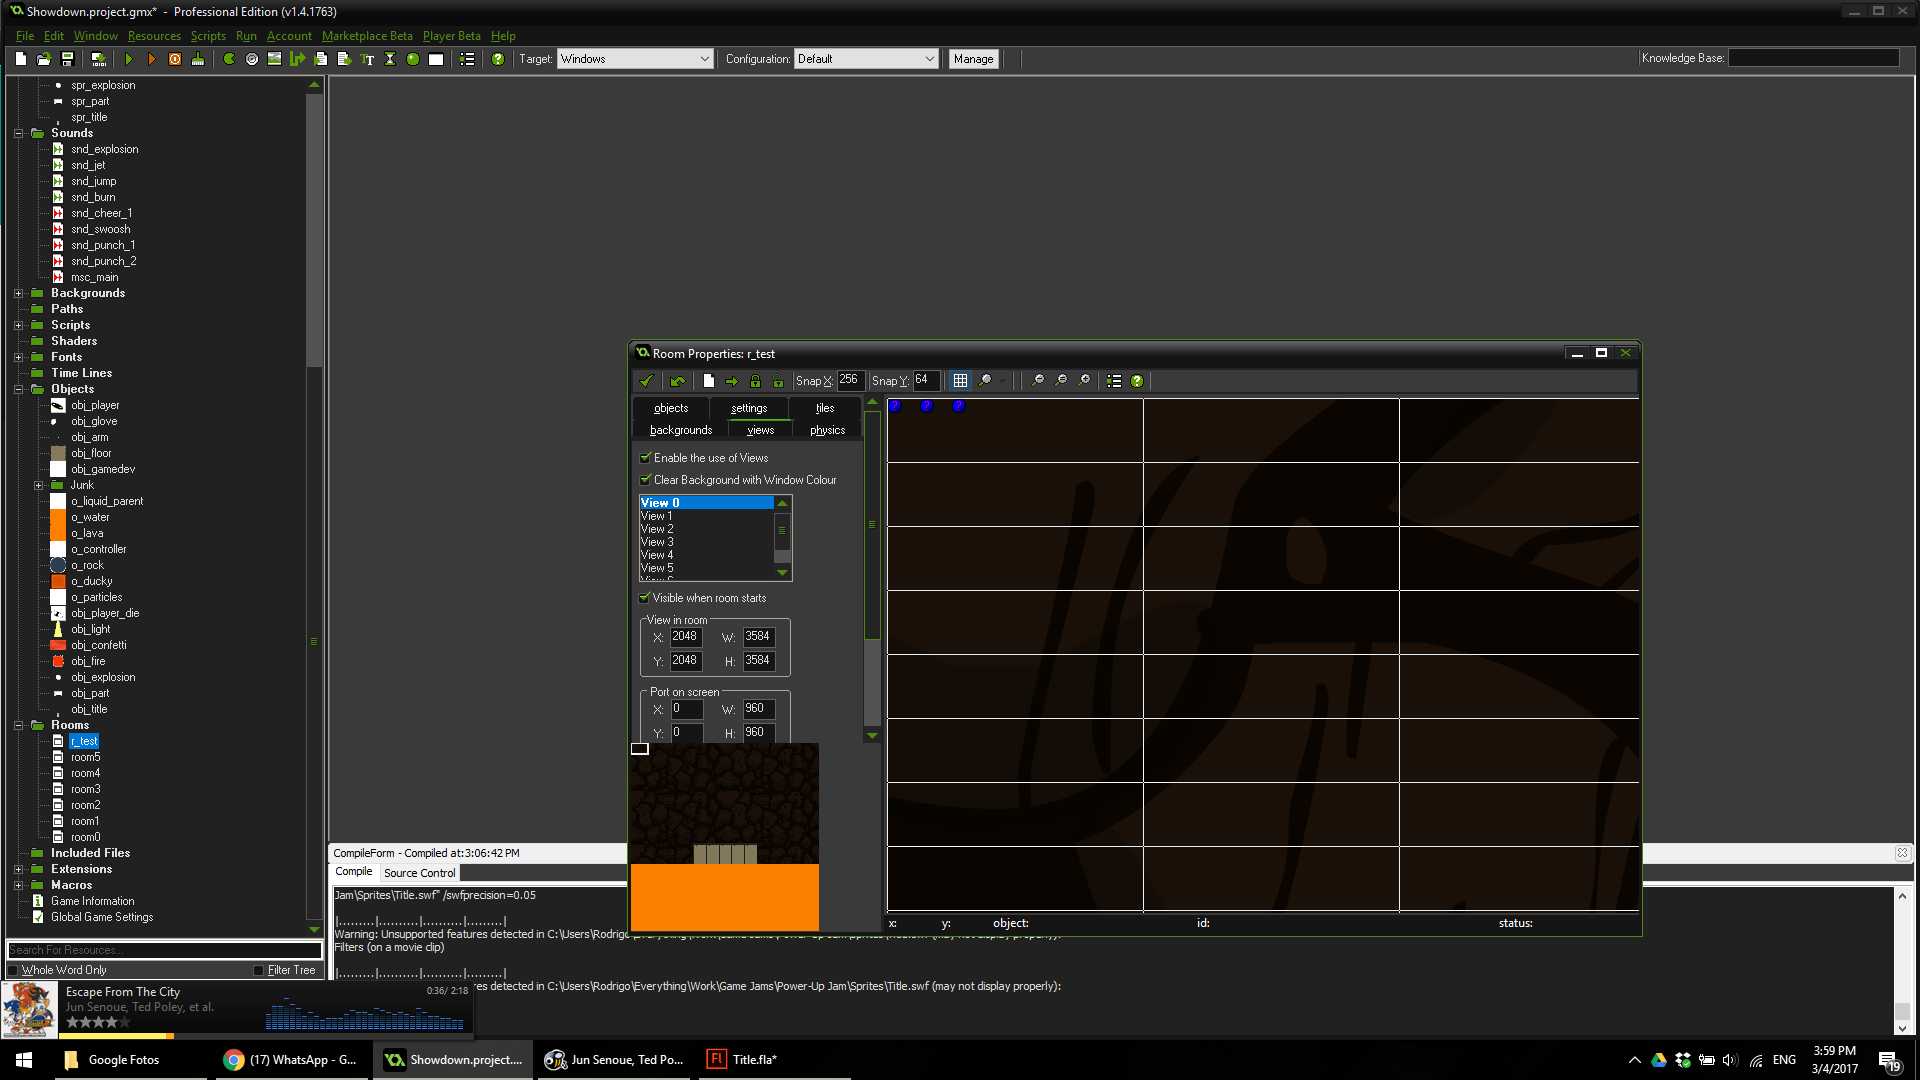 Showdown.project.gmx* - Professional Edition (v1.4.1763)
File Edit Window Resources Scripts Run Account Marketplace Beta Player Beta Help
Target: Windows Configuration: Default Manage Knowledge Base:
spr_explosion
spr_part
spr_title
Sounds
snd_explosion
snd_jet
snd_jump
snd_burn
snd_cheer_1
snd_swoosh
snd_punch_1
snd_punch_2
msc_main
Backgrounds
Paths
Scripts
Shaders
Fonts
Time Lines
Objects
obj_player
obj_glove
obj_arm
obj_floor
obj_gamedev
Junk
o_liquid_parent
o_water
o_lava
o_controller
o_rock
o_ducky
o_particles
obj_player_die
obj_light
obj_confetti
obj_fire
obj_explosion
obj_part
obj_title
Rooms
r_test
room5
room4
room3
room2
room1
room0
Included Files
Extensions
Macros
Game Information
Global Game Settings
Search For Resources...
Whole Word Only Filter Tree
Room Properties: r_test
Snap X: 256 Snap Y: 64
objects settings tiles
backgrounds views physics
Enable the use of Views
Clear Background with Window Colour
View 0
View 1
View 2
View 3
View 4
View 5
Visible when room starts
View in room
X: 2048 W: 3584
Y: 2048 H: 3584
Port on screen
X: 0 W: 960
Y: 0 H: 960
x: y: object: id: status:
CompileForm - Compiled at:3:06:42 PM
Compile Source Control
Jam\Sprites\Title.swf" /swfprecision=0.05
|.........|.........|.........|.........|
Warning: Unsupported features detected in C:\Users\Rodrigo
Filters (on a movie clip)
|.........|.........|.........|.........|
res detected in C:\Users\Rodrigo\Everything\Work\Game Jams\Power-Up Jam\Sprites\Title.swf (may not display properly):
Escape From The City 0:36/ 2:18
Jun Senoue, Ted Poley, et al.
Google Fotos
(17) WhatsApp - G...
Showdown.project....
Jun Senoue, Ted Po...
Title.fla*
ENG
3:59 PM
3/4/2017
19